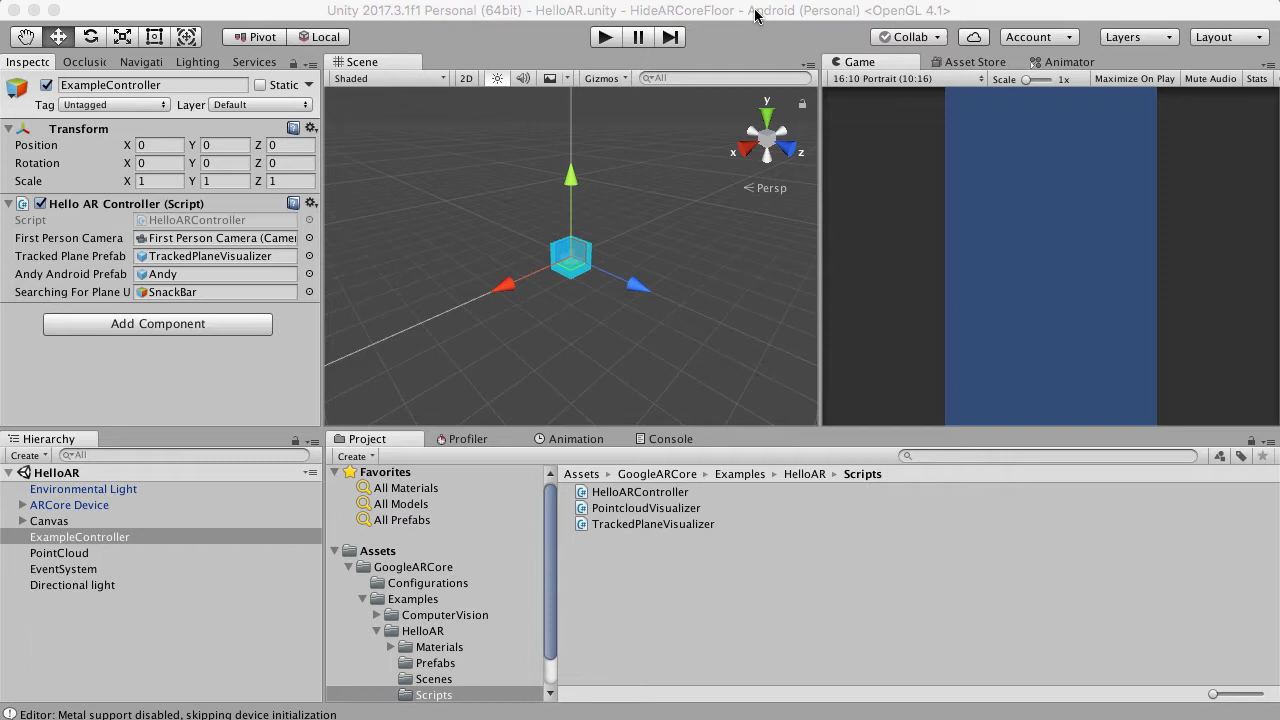 Unity 2017.3.1f1 Personal (64bit) - HelloAR.unity - HideARCoreFloor - Android (Personal) <OpenGL 4.1>
Pivot Local Collab Account Layers Layout
Inspecto Occlusic Navigati Lighting Services
ExampleController Static
Tag Untagged Layer Default
Transform
Position X 0 Y 0 Z 0
Rotation X 0 Y 0 Z 0
Scale X 1 Y 1 Z 1
Hello AR Controller (Script)
Script HelloARController
First Person Camera First Person Camera (Camer
Tracked Plane Prefab TrackedPlaneVisualizer
Andy Android Prefab Andy
Searching For Plane U SnackBar
Add Component
Scene
Shaded 2D Gizmos All
y
x z
Persp
Game Asset Store Animator
16:10 Portrait (10:16) Scale 1x Maximize On Play Mute Audio Stats
Hierarchy
Create All
HelloAR
Environmental Light
ARCore Device
Canvas
ExampleController
PointCloud
EventSystem
Directional light
Project Profiler Animation Console
Create
Favorites
All Materials
All Models
All Prefabs
Assets
GoogleARCore
Configurations
Examples
ComputerVision
HelloAR
Materials
Prefabs
Scenes
Scripts
Assets GoogleARCore Examples HelloAR Scripts
HelloARController
PointcloudVisualizer
TrackedPlaneVisualizer
Editor: Metal support disabled, skipping device initialization